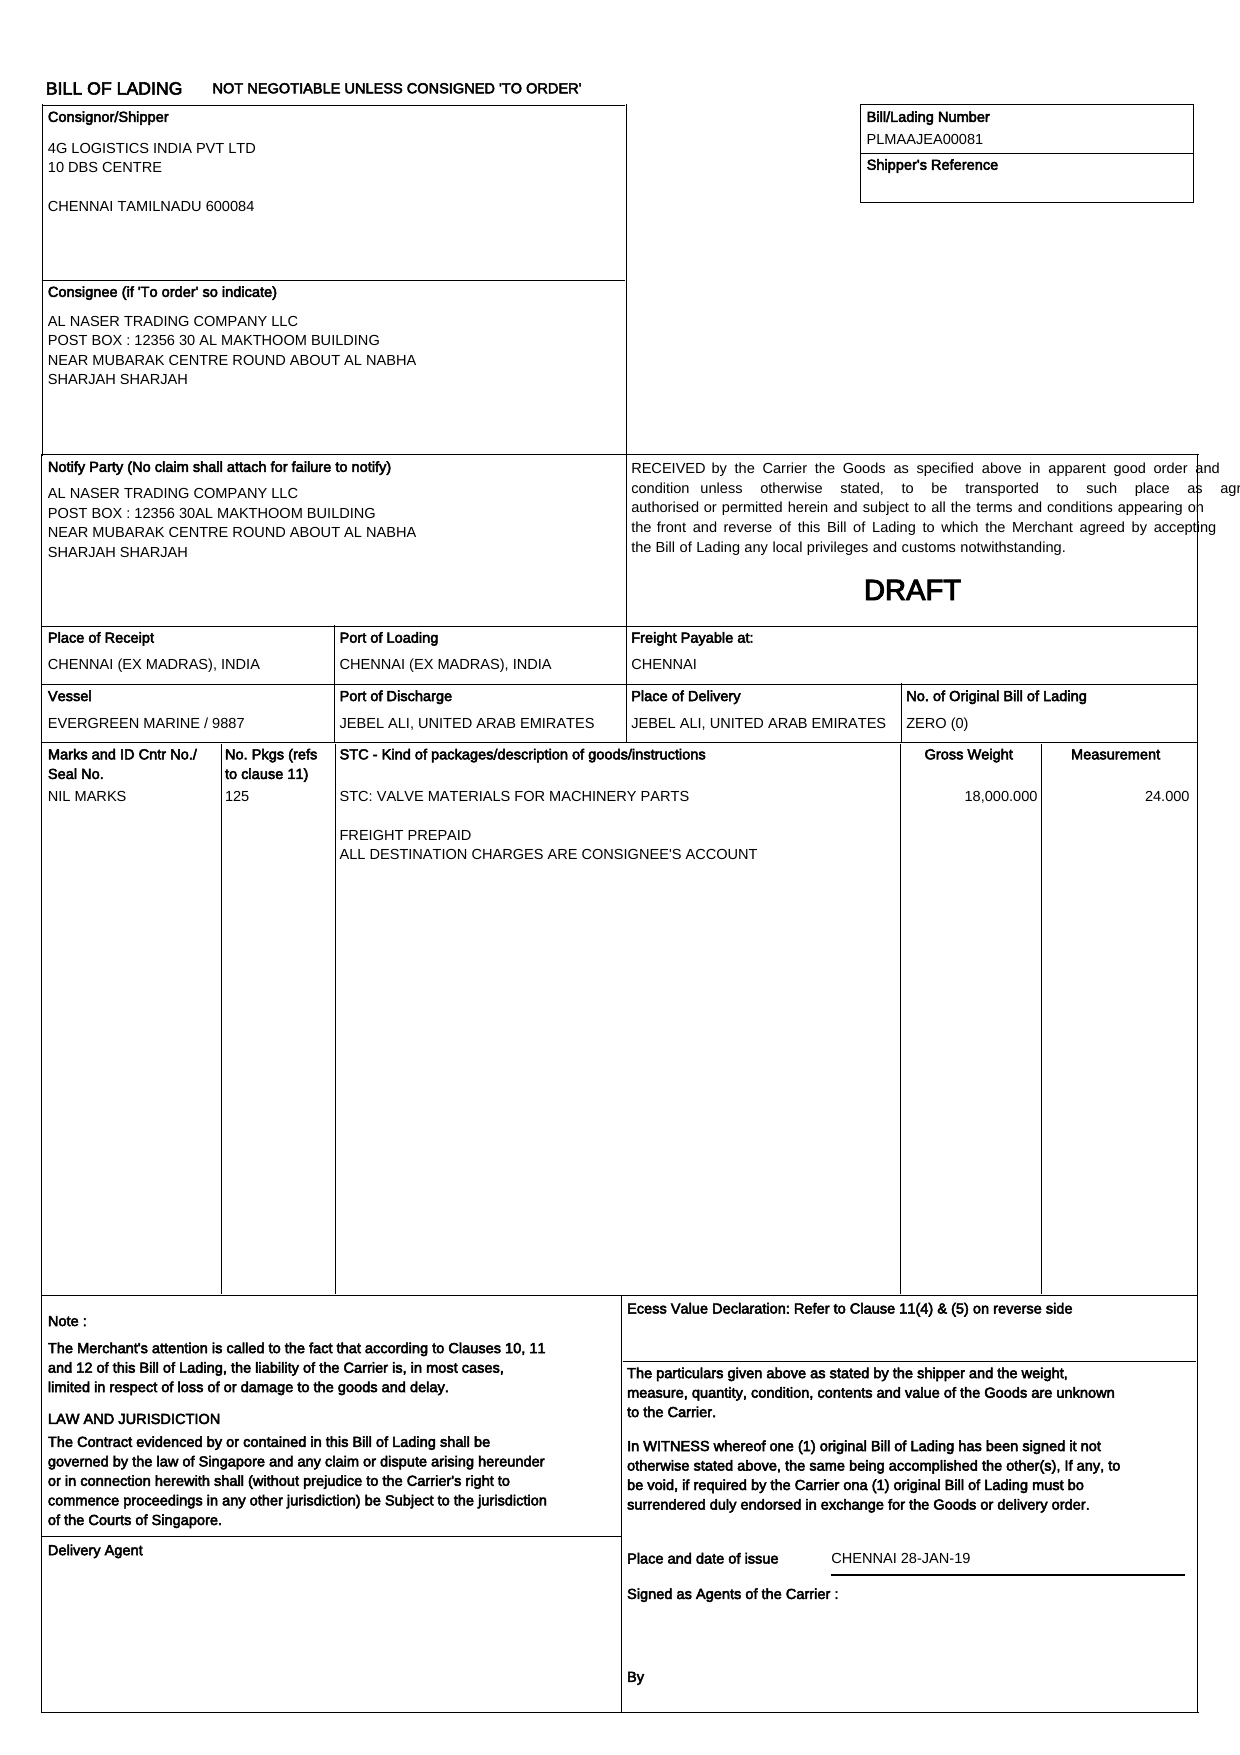 BILL OF LADING NOT NEGOTIABLE UNLESS CONSIGNED 'TO ORDER'
Consignor/Shipper
4G LOGISTICS INDIA PVT LTD
10 DBS CENTRE
CHENNAI TAMILNADU 600084
Bill/Lading Number
PLMAAJEA00081
Shipper's Reference
Consignee (if 'To order' so indicate)
AL NASER TRADING COMPANY LLC
POST BOX : 12356 30 AL MAKTHOOM BUILDING
NEAR MUBARAK CENTRE ROUND ABOUT AL NABHA
SHARJAH SHARJAH
Notify Party (No claim shall attach for failure to notify)
AL NASER TRADING COMPANY LLC
POST BOX : 12356 30AL MAKTHOOM BUILDING
NEAR MUBARAK CENTRE ROUND ABOUT AL NABHA
SHARJAH SHARJAH
RECEIVED by the Carrier the Goods as specified above in apparent good order and
condition unless otherwise stated, to be transported to such place as agr
authorised or permitted herein and subject to all the terms and conditions appearing on
the front and reverse of this Bill of Lading to which the Merchant agreed by accepting
the Bill of Lading any local privileges and customs notwithstanding.
DRAFT
Place of Receipt Port of Loading Freight Payable at:
CHENNAI (EX MADRAS), INDIA CHENNAI (EX MADRAS), INDIA CHENNAI
Vessel Port of Discharge Place of Delivery No. of Original Bill of Lading
EVERGREEN MARINE / 9887 JEBEL ALI, UNITED ARAB EMIRATES JEBEL ALI, UNITED ARAB EMIRATES ZERO (0)
Marks and ID Cntr No./ No. Pkgs (refs STC - Kind of packages/description of goods/instructions Gross Weight Measurement
Seal No. to clause 11)
NIL MARKS 125 STC: VALVE MATERIALS FOR MACHINERY PARTS 18,000.000 24.000
FREIGHT PREPAID
ALL DESTINATION CHARGES ARE CONSIGNEE'S ACCOUNT
Note :
The Merchant's attention is called to the fact that according to Clauses 10, 11
and 12 of this Bill of Lading, the liability of the Carrier is, in most cases,
limited in respect of loss of or damage to the goods and delay.
LAW AND JURISDICTION
The Contract evidenced by or contained in this Bill of Lading shall be
governed by the law of Singapore and any claim or dispute arising hereunder
or in connection herewith shall (without prejudice to the Carrier's right to
commence proceedings in any other jurisdiction) be Subject to the jurisdiction
of the Courts of Singapore.
Delivery Agent
Ecess Value Declaration: Refer to Clause 11(4) & (5) on reverse side
The particulars given above as stated by the shipper and the weight,
measure, quantity, condition, contents and value of the Goods are unknown
to the Carrier.
In WITNESS whereof one (1) original Bill of Lading has been signed it not
otherwise stated above, the same being accomplished the other(s), If any, to
be void, if required by the Carrier ona (1) original Bill of Lading must bo
surrendered duly endorsed in exchange for the Goods or delivery order.
Place and date of issue CHENNAI 28-JAN-19
Signed as Agents of the Carrier :
By